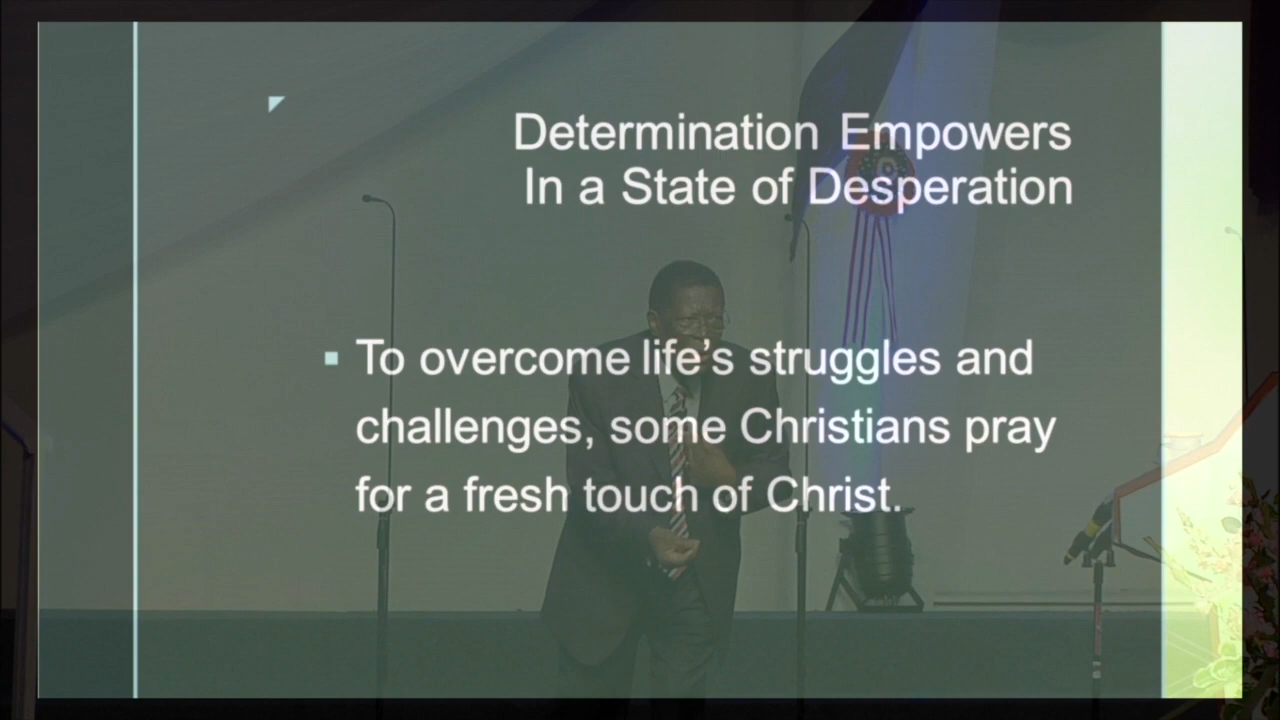 Determination Empowers
In a State of Desperation
To overcome life’s struggles and
challenges, some Christians pray
for a fresh touch of Christ.